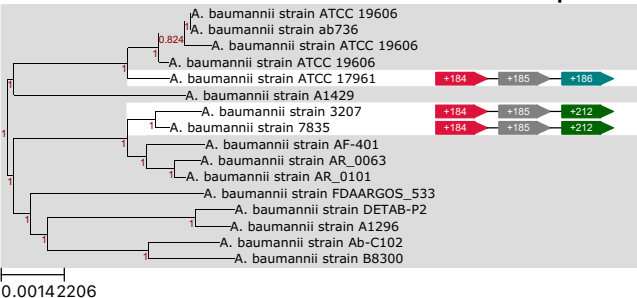 A. baumannii strain ATCC 19606
1
A. baumannii strain ab736
0.824
A. baumannii strain ATCC 19606
1
A. baumannii strain ATCC 19606
1
A. baumannii strain ATCC 17961 +184 +185 +186
A. baumannii strain A1429
A. baumannii strain 3207 +184 +185 +212
1
1
A. baumannii strain 7835 +184 +185 +212
1
A. baumannii strain AF-401
1
A. baumannii strain AR_0063
1
A. baumannii strain AR_0101
1
A. baumannii strain FDAARGOS_533
A. baumannii strain DETAB-P2
1
1
A. baumannii strain A1296
1
A. baumannii strain Ab-C102
1
A. baumannii strain B8300
0.00142206